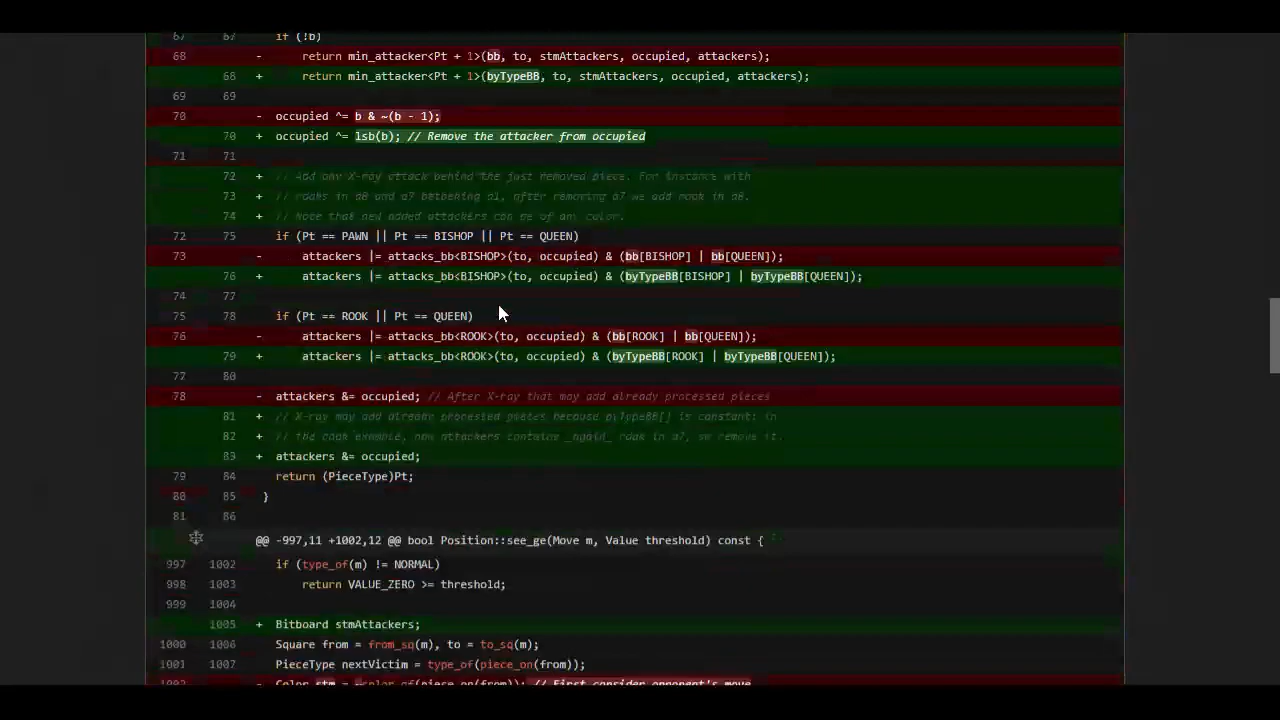 67 67 if (!b)
68 - return min_attacker<Pt + 1>(bb, to, stmAttackers, occupied, attackers);
68 + return min_attacker<Pt + 1>(byTypeBB, to, stmAttackers, occupied, attackers);
69 69
70 - occupied ^= b & ~(b - 1);
70 + occupied ^= lsb(b); // Remove the attacker from occupied
71 71
72 + // Add any X-ray attack behind the just removed piece. For instance with
73 + // rooks in a8 and a7 attacking a1, after removing a7 we add rook in a8.
74 + // Note that new added attackers can be of any color.
72 75 if (Pt == PAWN || Pt == BISHOP || Pt == QUEEN)
73 - attackers |= attacks_bb<BISHOP>(to, occupied) & (bb[BISHOP] | bb[QUEEN]);
76 + attackers |= attacks_bb<BISHOP>(to, occupied) & (byTypeBB[BISHOP] | byTypeBB[QUEEN]);
74 77
75 78 if (Pt == ROOK || Pt == QUEEN)
76 - attackers |= attacks_bb<ROOK>(to, occupied) & (bb[ROOK] | bb[QUEEN]);
79 + attackers |= attacks_bb<ROOK>(to, occupied) & (byTypeBB[ROOK] | byTypeBB[QUEEN]);
77 80
78 - attackers &= occupied; // After X-ray that may add already processed pieces
81 + // X-ray may add already processed pieces because byTypeBB[] is constant: in
82 + // the rook example, now attackers contains _again_ rook in a7, so remove it.
83 + attackers &= occupied;
79 84 return (PieceType)Pt;
80 85 }
81 86
@@ -997,11 +1002,12 @@ bool Position::see_ge(Move m, Value threshold) const {
997 1002 if (type_of(m) != NORMAL)
998 1003 return VALUE_ZERO >= threshold;
999 1004
1005 + Bitboard stmAttackers;
1000 1006 Square from = from_sq(m), to = to_sq(m);
1001 1007 PieceType nextVictim = type_of(piece_on(from));
1002 - Color stm = ~color_of(piece_on(from)); // First consider opponent's move